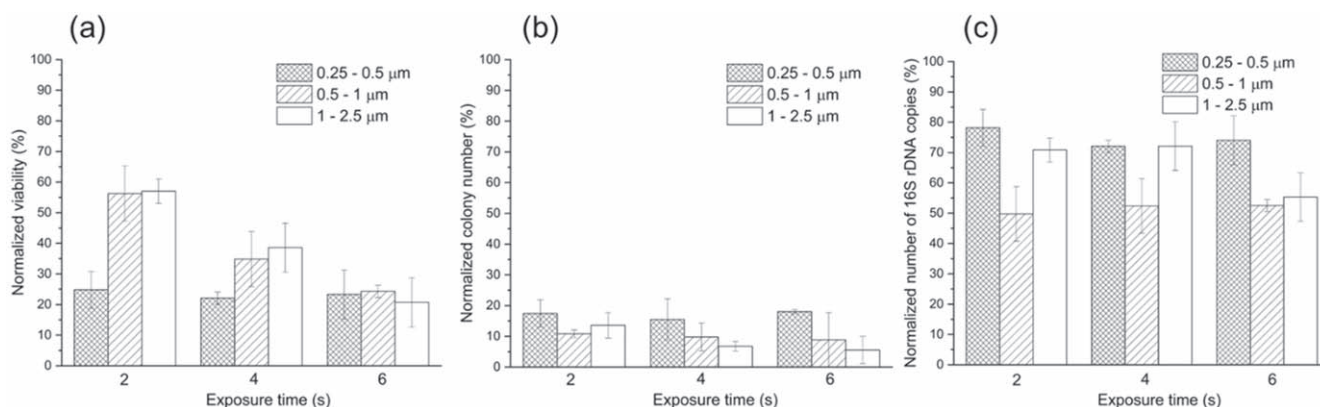 (a)
Normalized viability (%)
100
90
80
70
60
50
40
30
20
10
0
0.25 - 0.5 μm
0.5 - 1 μm
1 - 2.5 μm
2 4 6
Exposure time (s)
(b)
Normalized colony number (%)
100
90
80
70
60
50
40
30
20
10
0
0.25 - 0.5 μm
0.5 - 1 μm
1 - 2.5 μm
2 4 6
Exposure time (s)
(c)
Normalized number of 16S rDNA copies (%)
100
90
80
70
60
50
40
30
20
10
0
0.25 - 0.5 μm
0.5 - 1 μm
1 - 2.5 μm
2 4 6
Exposure time (s)